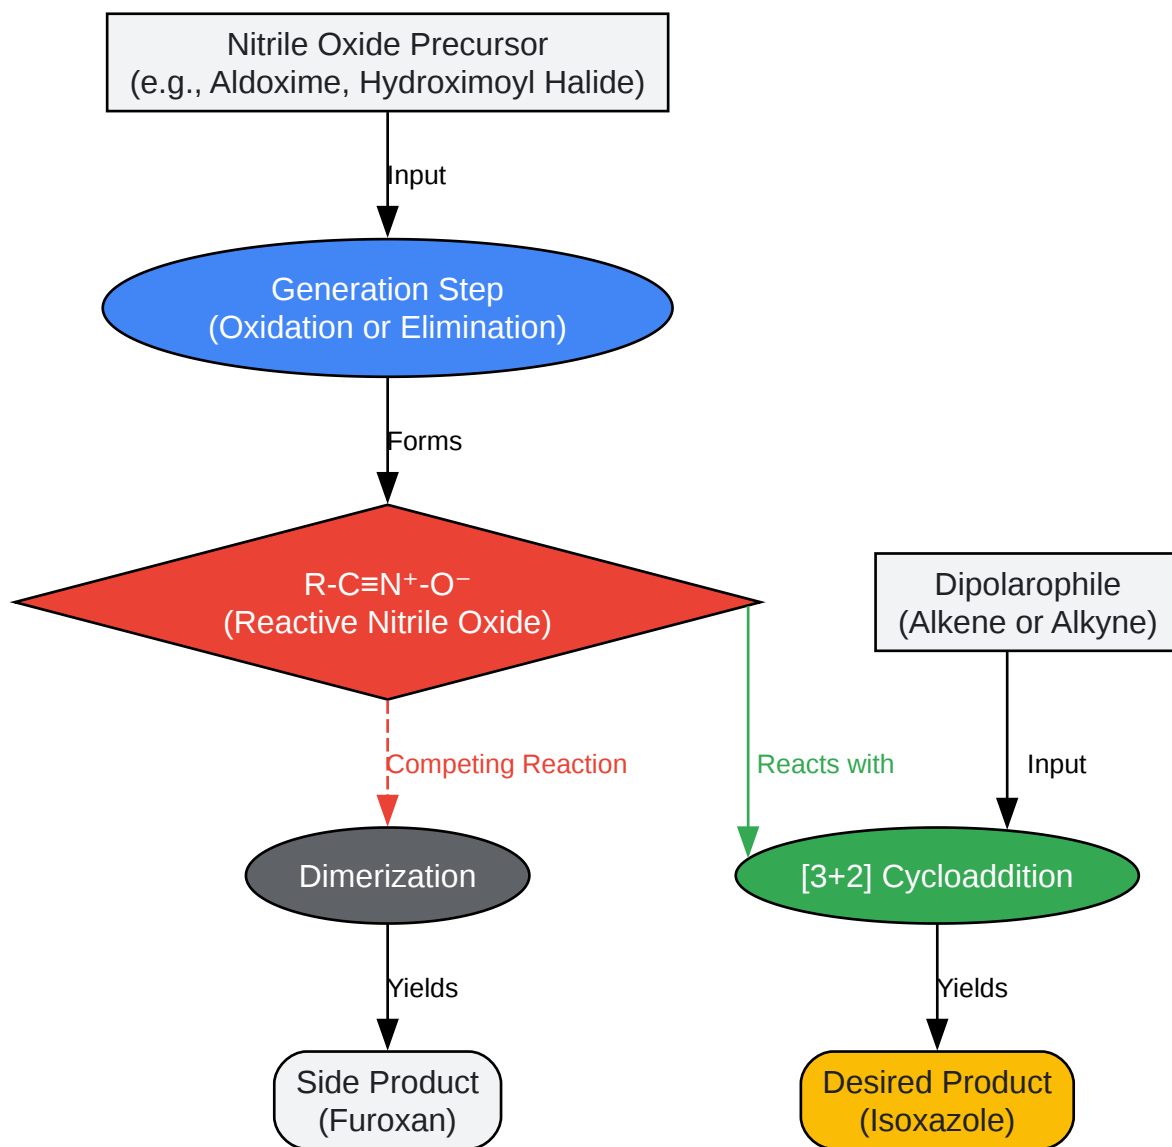 Nitrile Oxide Precursor
(e.g., Aldoxime, Hydroximoyl Halide)
Input
Generation Step
(Oxidation or Elimination)
Forms
R-C≡N⁺-O⁻
(Reactive Nitrile Oxide)
Dipolarophile
(Alkene or Alkyne)
Competing Reaction
Reacts with
Input
Dimerization
[3+2] Cycloaddition
Yields
Yields
Side Product
(Furoxan)
Desired Product
(Isoxazole)